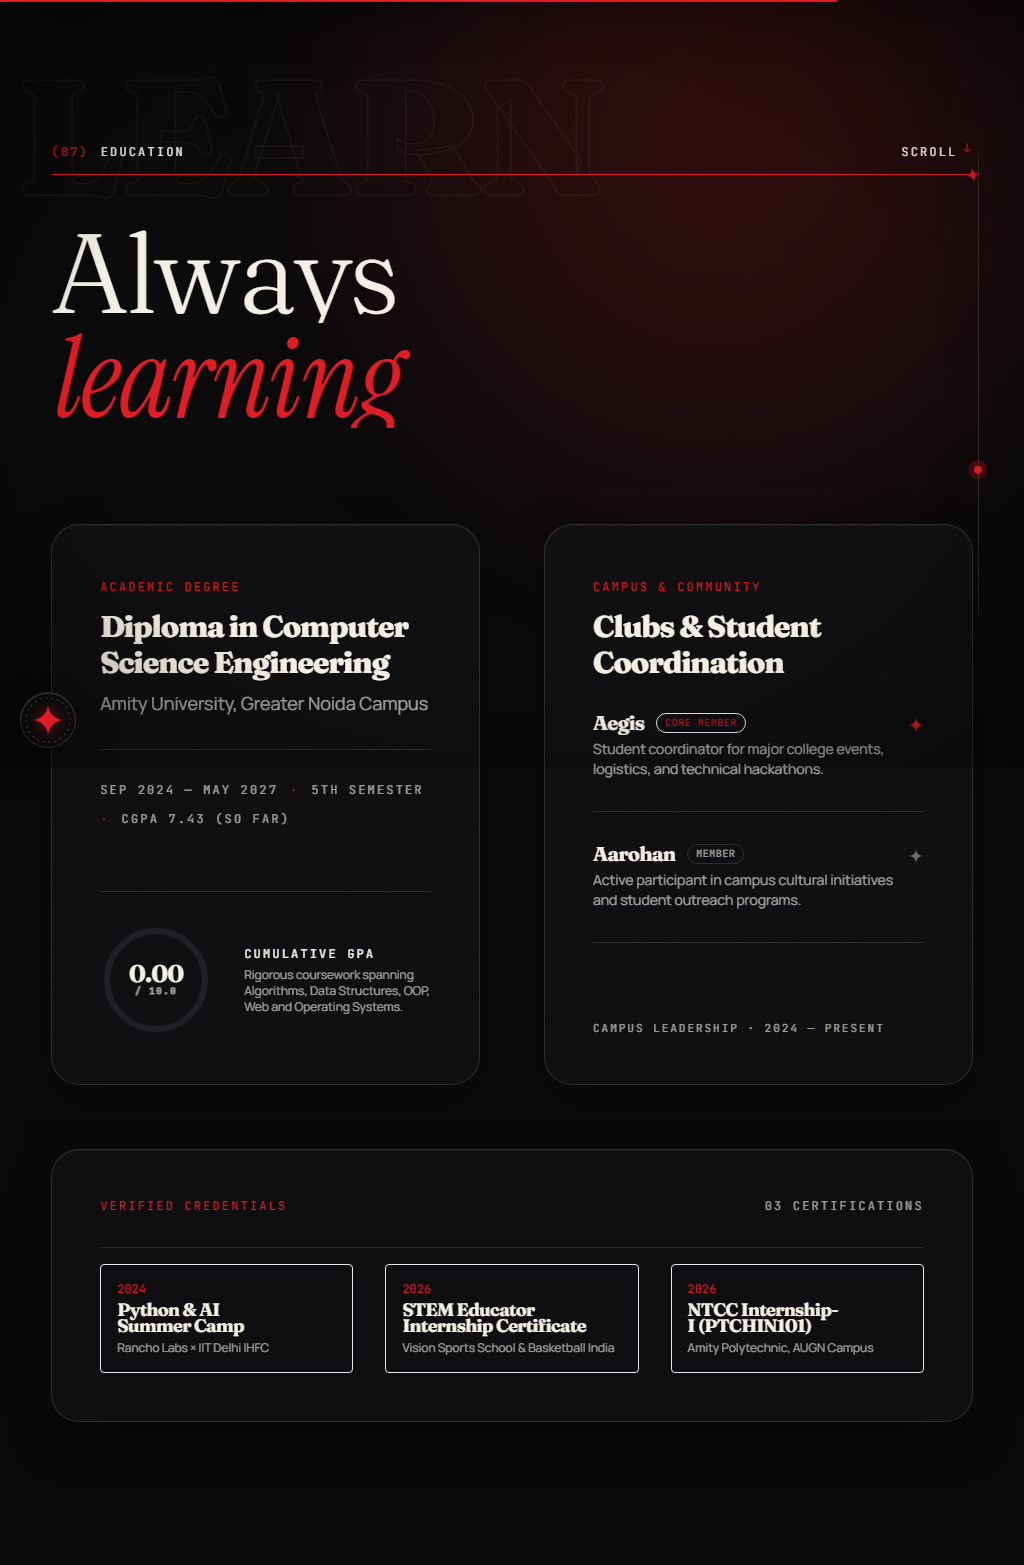 LEARN
(07) EDUCATION
SCROLL ↓
Always
learning
ACADEMIC DEGREE
Diploma in Computer
Science Engineering
Amity University, Greater Noida Campus
SEP 2024 — MAY 2027 · 5TH SEMESTER
· CGPA 7.43 (SO FAR)
0.00
/ 10.0
CUMULATIVE GPA
Rigorous coursework spanning
Algorithms, Data Structures, OOP,
Web and Operating Systems.
CAMPUS & COMMUNITY
Clubs & Student
Coordination
Aegis CORE MEMBER
Student coordinator for major college events,
logistics, and technical hackathons.
Aarohan MEMBER
Active participant in campus cultural initiatives
and student outreach programs.
CAMPUS LEADERSHIP · 2024 — PRESENT
VERIFIED CREDENTIALS
03 CERTIFICATIONS
2024
Python & AI
Summer Camp
Rancho Labs × IIT Delhi IHFC
2026
STEM Educator
Internship Certificate
Vision Sports School & Basketball India
2026
NTCC Internship-
I (PTCHIN101)
Amity Polytechnic, AUGN Campus